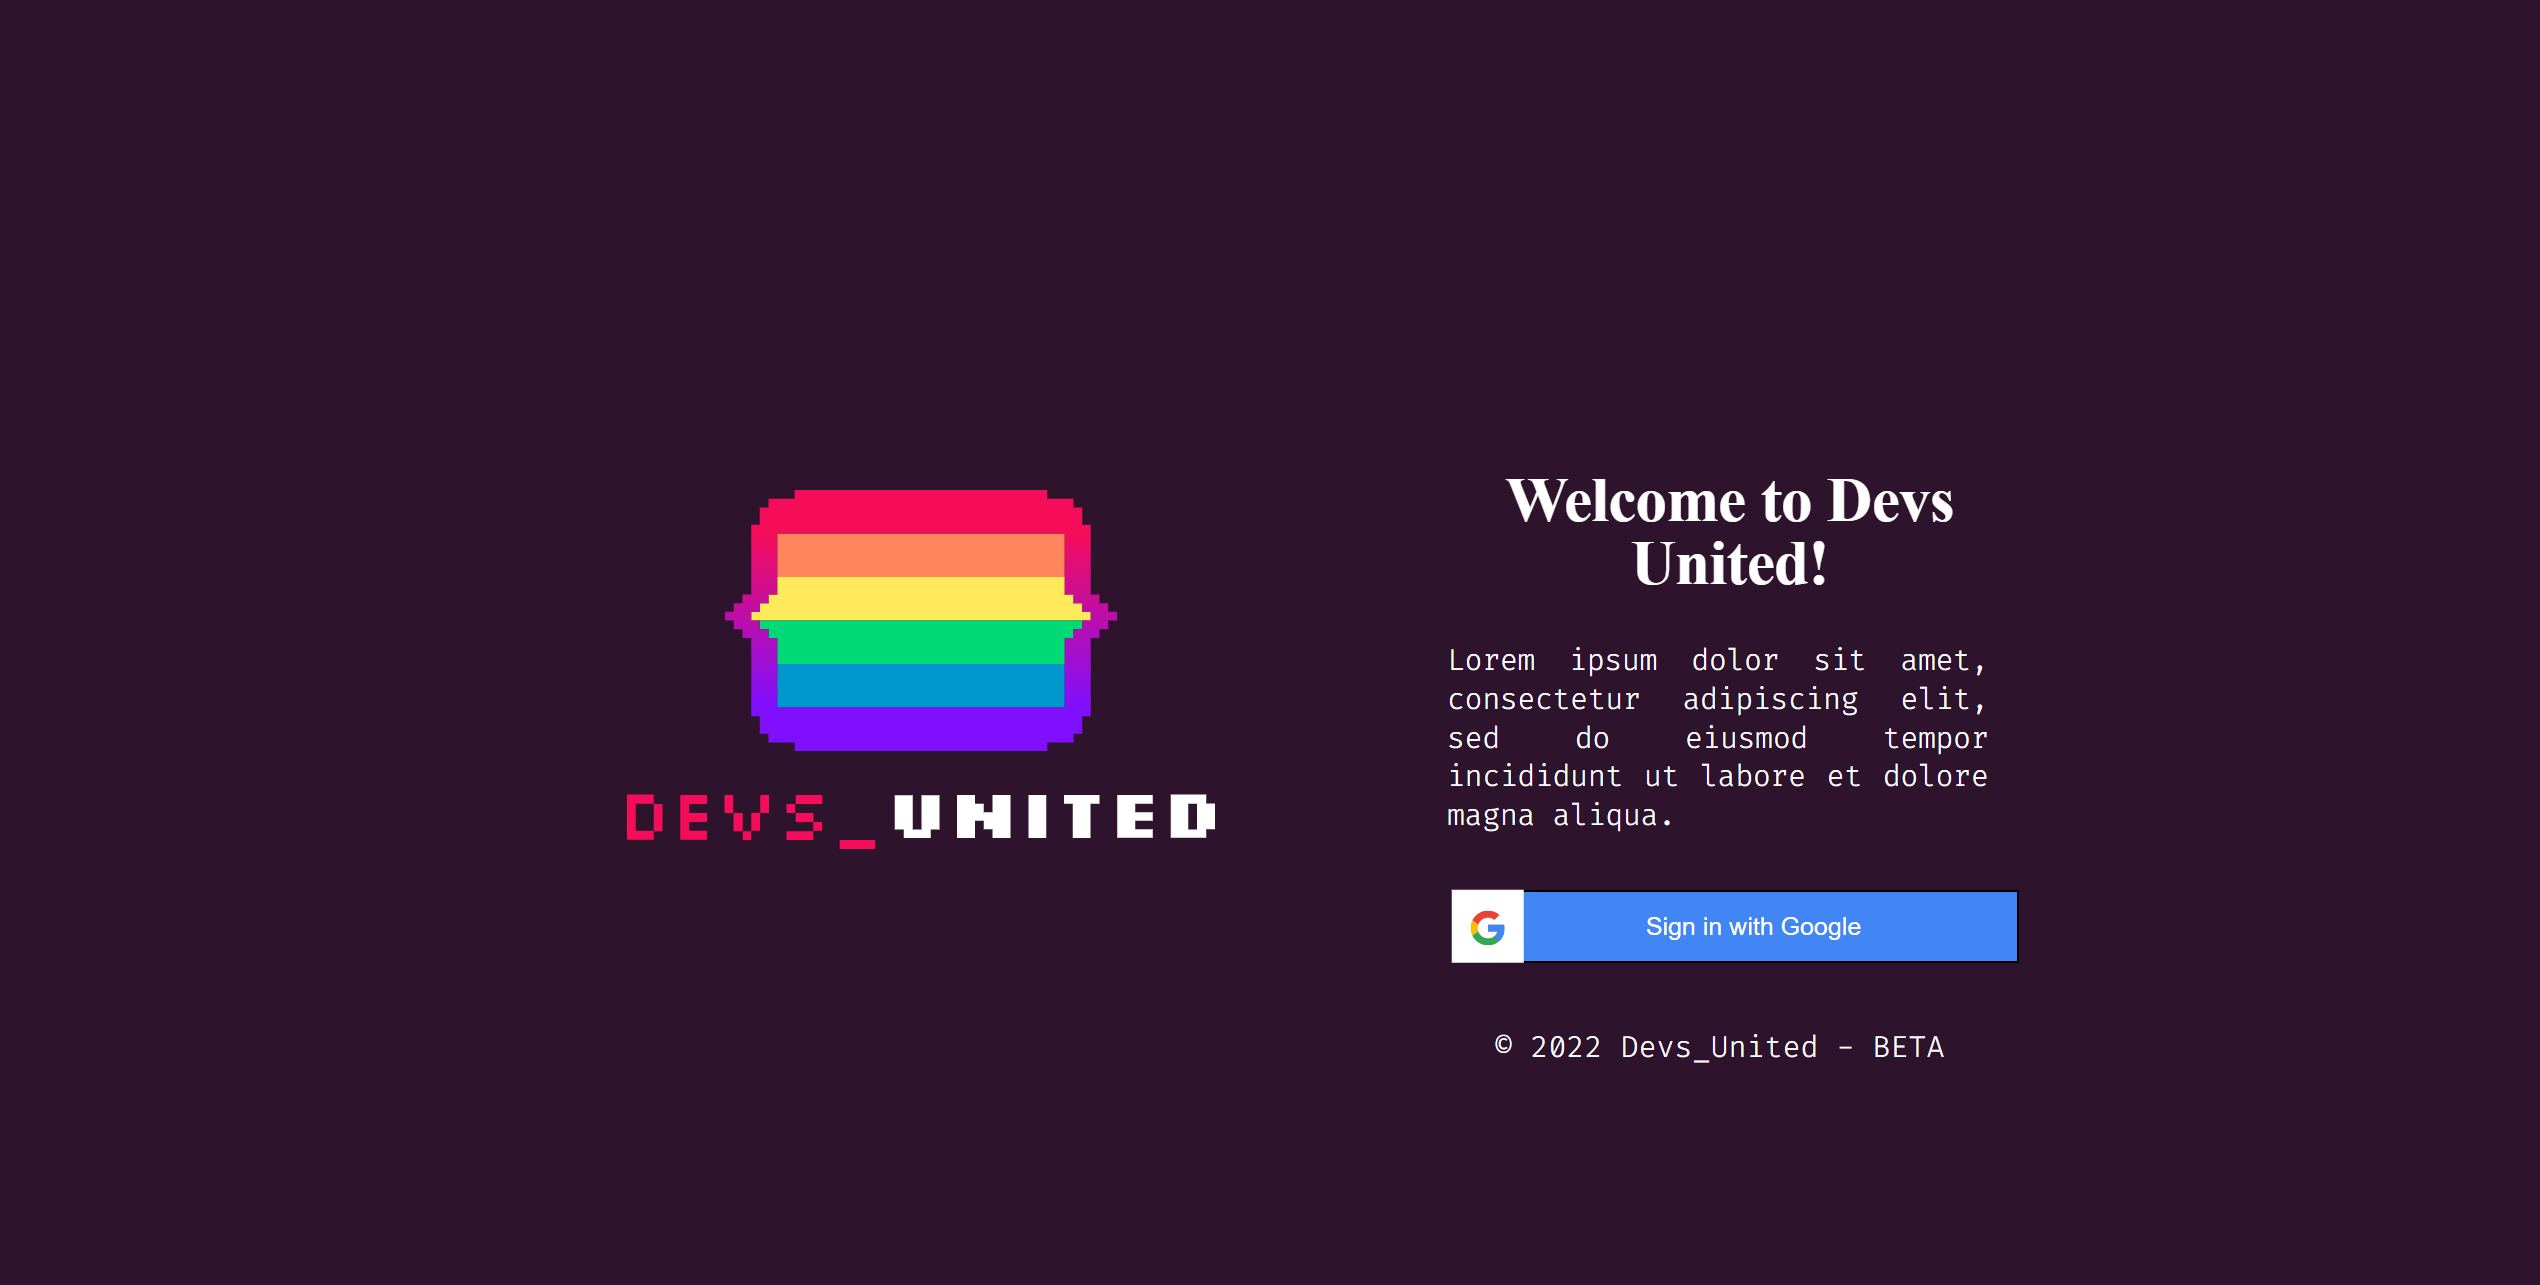 DEVS_UNITED
Welcome to Devs
United!
Lorem ipsum dolor sit amet,
consectetur adipiscing elit,
sed do eiusmod tempor
incididunt ut labore et dolore
magna aliqua.
Sign in with Google
© 2022 Devs_United - BETA